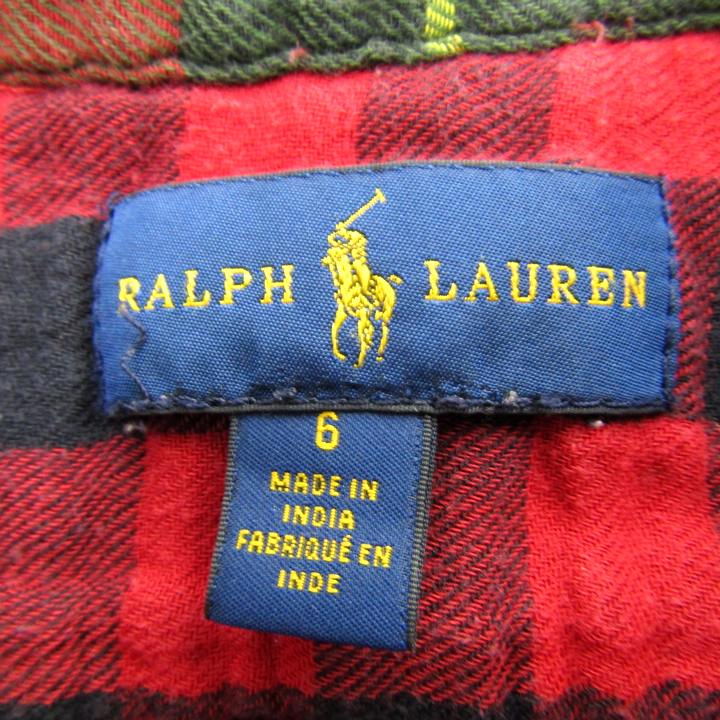 RALPH LAUREN
6
MADE IN
INDIA
FABRIQUÉ EN
INDE